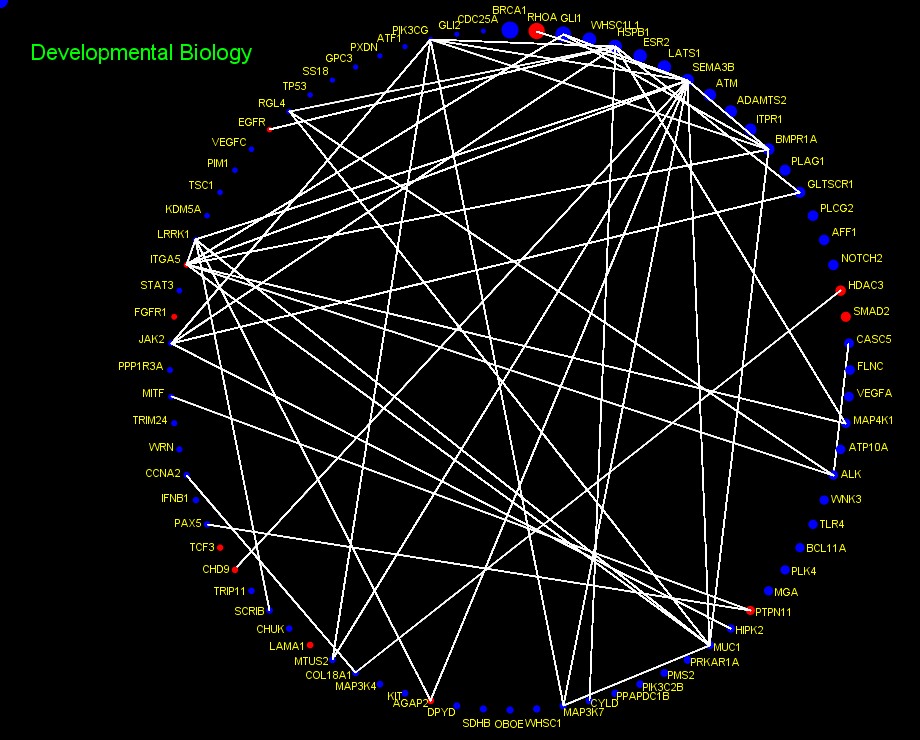 Developmental Biology
BRCA1
RHOA
GLI1
WHSC1L1
HSPB1
ESR2
LATS1
SEMA3B
ATM
ADAMTS2
ITPR1
BMPR1A
PLAG1
GLTSCR1
PLCG2
AFF1
NOTCH2
HDAC3
SMAD2
CASC5
FLNC
VEGFA
MAP4K1
ATP10A
ALK
WNK3
TLR4
BCL11A
PLK4
MGA
PTPN11
HIPK2
MUC1
PRKAR1A
PMS2
PIK3C2B
PPAPDC1B
CYLD
MAP3K7
WHSC1
OBOE
SDHB
DPYD
AGAP2
KIT
MAP3K4
COL18A1
MTUS2
LAMA1
CHUK
SCRIB
TRIP11
CHD9
TCF3
PAX5
IFNB1
CCNA2
WRN
TRIM24
MITF
PPP1R3A
JAK2
FGFR1
STAT3
ITGA5
LRRK1
KDM5A
TSC1
PIM1
VEGFC
EGFR
RGL4
TP53
SS18
GPC3
PXDN
ATF1
PIK3CG
GLI2
CDC25A